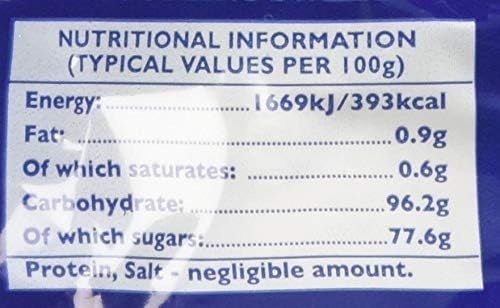 NUTRITIONAL INFORMATION
(TYPICAL VALUES PER 100g)
Energy:......................1669kJ/393kcal
Fat:................................................0.9g
Of which saturates: ......................0.6g
Carbohydrate: ..............................96.2g
Of which sugars:...........................77.6g
Protein, Salt - negligible amount.